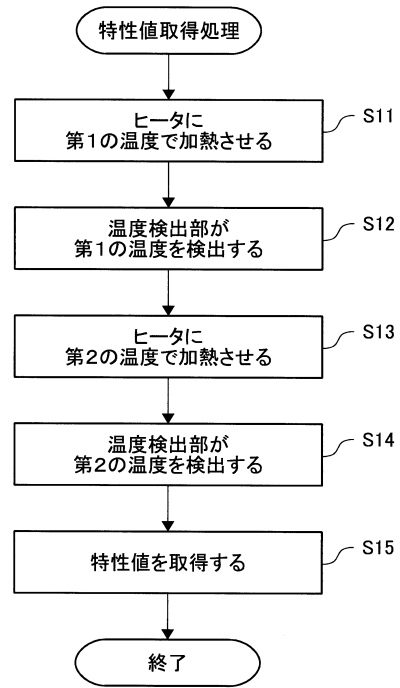 特性値取得処理
ヒータに
第1の温度で加熱させる
S11
温度検出部が
第1の温度を検出する
S12
ヒータに
第2の温度で加熱させる
S13
温度検出部が
第2の温度を検出する
S14
特性値を取得する
S15
終了